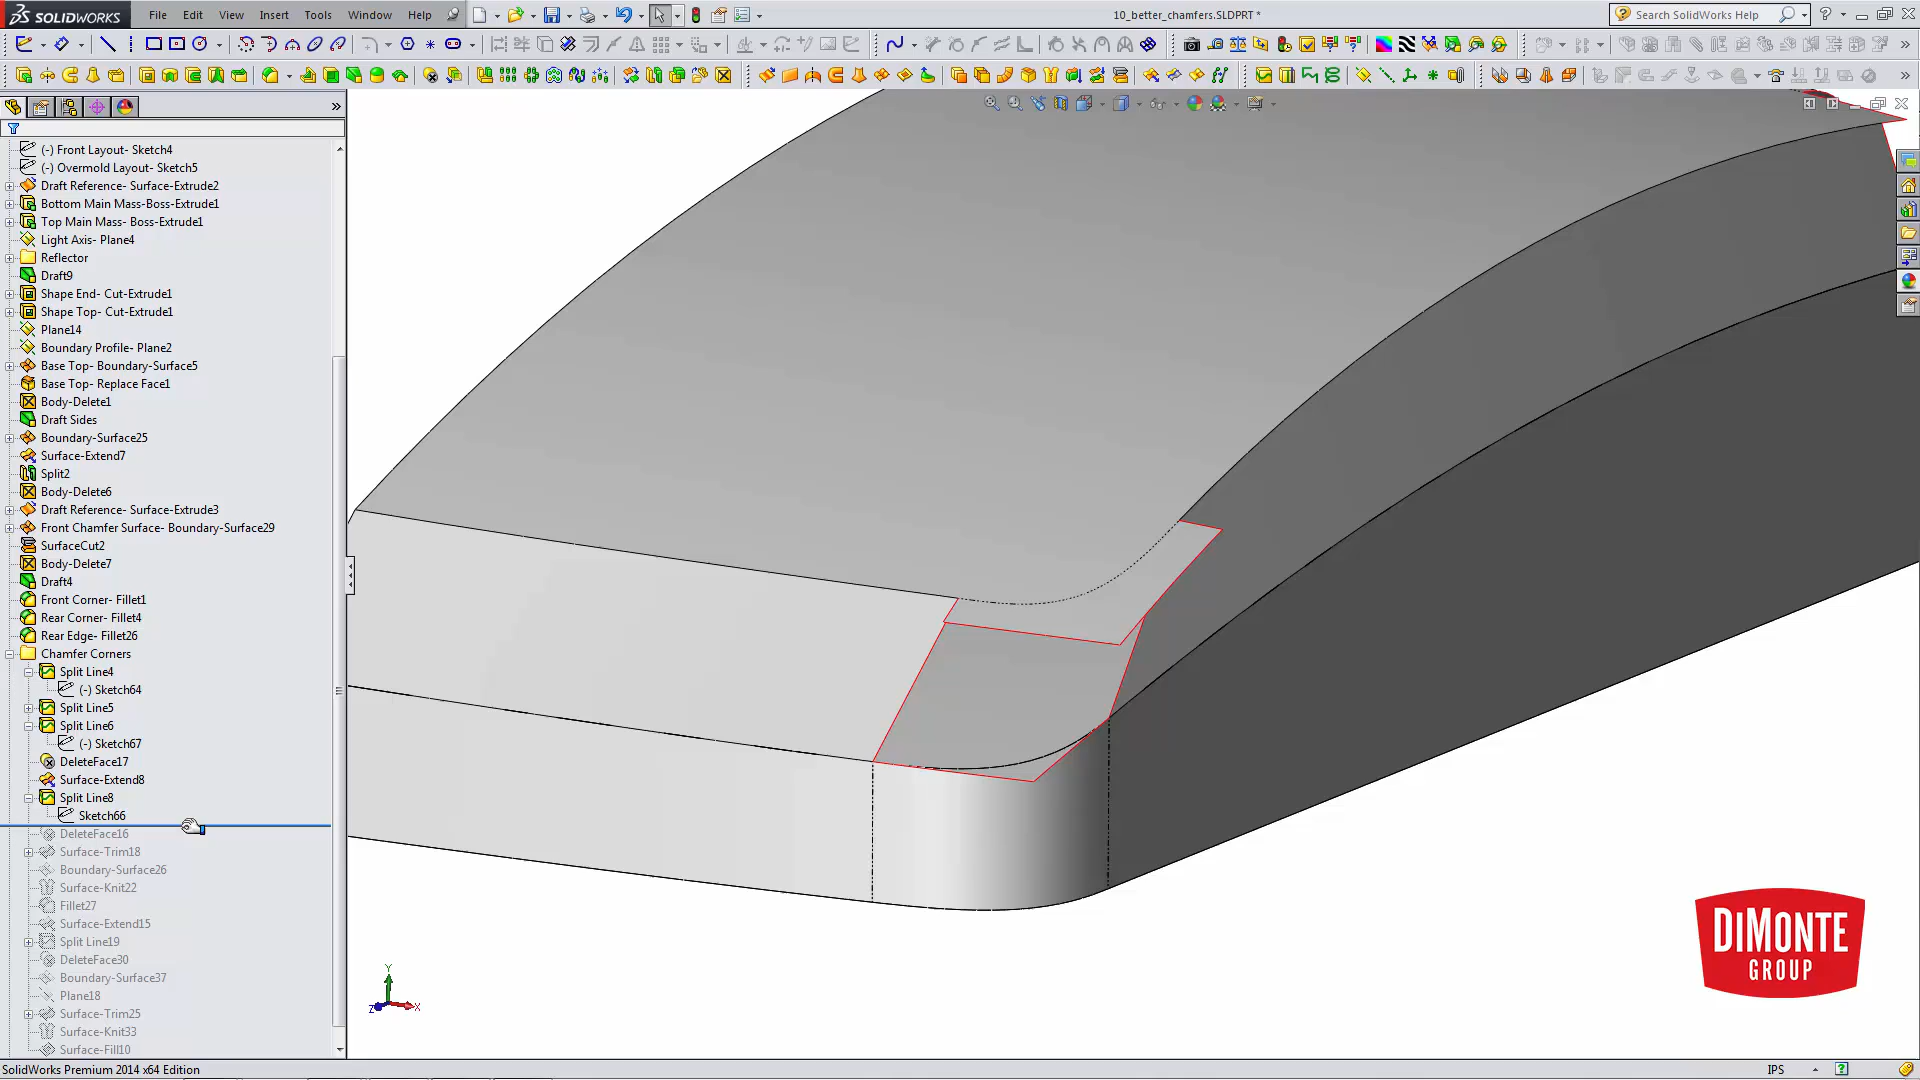 SOLIDWORKS File Edit View Insert Tools Window Help 10_better_chamfers.SLDPRT * Search SolidWorks Help
(-) Front Layout- Sketch4
(-) Overmold Layout- Sketch5
Draft Reference- Surface-Extrude2
Bottom Main Mass-Boss-Extrude1
Top Main Mass- Boss-Extrude1
Light Axis- Plane4
Reflector
Draft9
Shape End- Cut-Extrude1
Shape Top- Cut-Extrude1
Plane14
Boundary Profile- Plane2
Base Top- Boundary-Surface5
Base Top- Replace Face1
Body-Delete1
Draft Sides
Boundary-Surface25
Surface-Extend7
Split2
Body-Delete6
Draft Reference- Surface-Extrude3
Front Chamfer Surface- Boundary-Surface29
SurfaceCut2
Body-Delete7
Draft4
Front Corner- Fillet1
Rear Corner- Fillet4
Rear Edge- Fillet26
Chamfer Corners
Split Line4
(-) Sketch64
Split Line5
Split Line6
(-) Sketch67
DeleteFace17
Surface-Extend8
Split Line8
Sketch66
DeleteFace16
Surface-Trim18
Boundary-Surface26
Surface-Knit22
Fillet27
Surface-Extend15
Split Line19
DeleteFace30
Boundary-Surface37
Plane18
Surface-Trim25
Surface-Knit33
Surface-Fill10
Y
Z X
DIMONTE
GROUP
SolidWorks Premium 2014 x64 Edition IPS